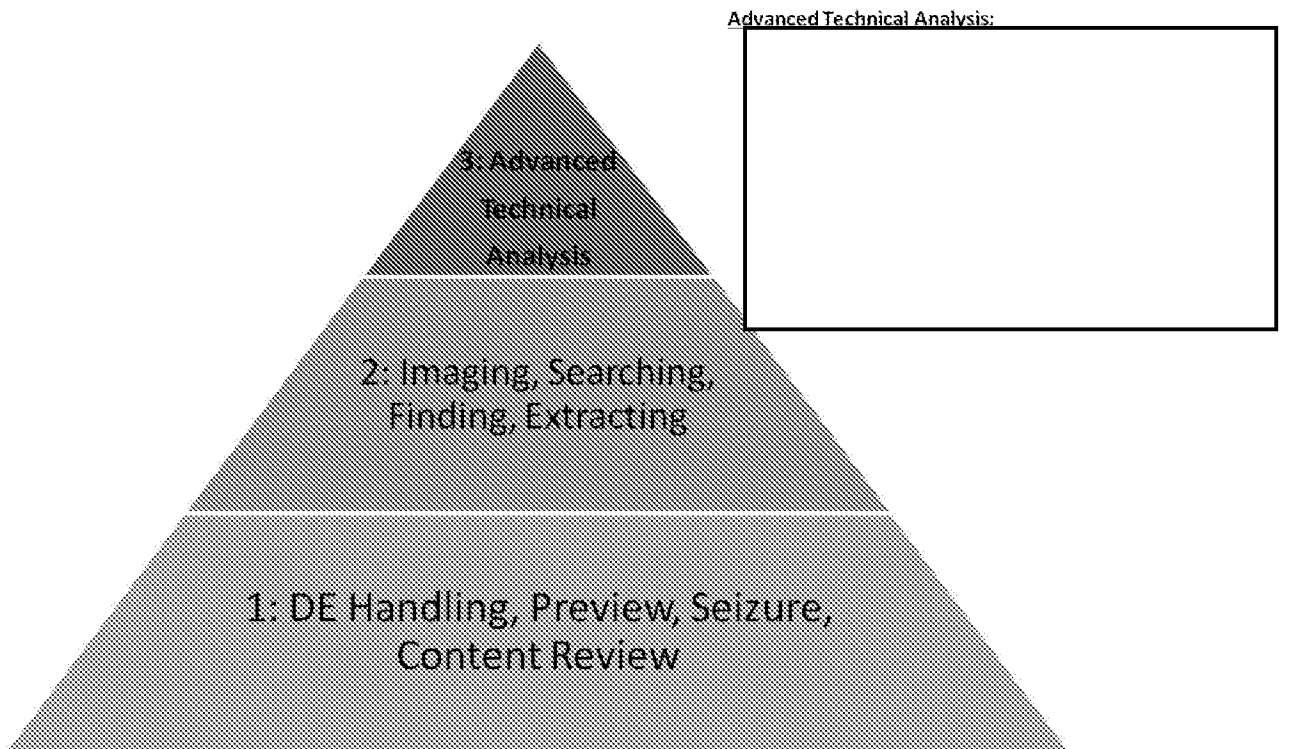 Advanced Technical Analysis:
3: Advanced
Technical
Analysis
2: Imaging, Searching,
Finding, Extracting
1: DE Handling, Preview, Seizure,
Content Review